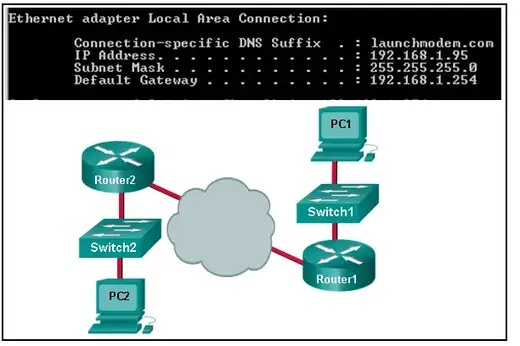 Ethernet adapter Local Area Connection:
Connection-specific DNS Suffix . : launchmodem.com
IP Address. . . . . . . . . . . . : 192.168.1.95
Subnet Mask . . . . . . . . . . . : 255.255.255.0
Default Gateway . . . . . . . . . : 192.168.1.254
PC1
Router2
Switch1
Switch2
Router1
PC2